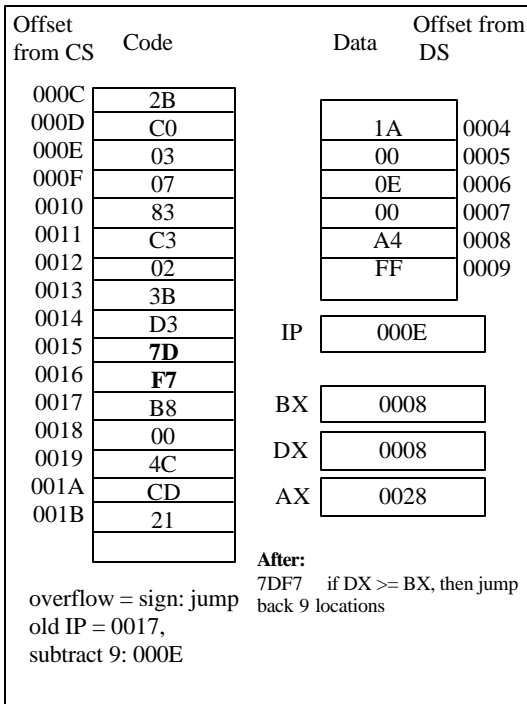 Offset
from CS
Code
Data
Offset from
DS
000C 2B
000D C0
000E 03
000F 07
0010 83
0011 C3
0012 02
0013 3B
0014 D3
0015 7D
0016 F7
0017 B8
0018 00
0019 4C
001A CD
001B 21
1A 0004
00 0005
0E 0006
00 0007
A4 0008
FF 0009
IP 000E
BX 0008
DX 0008
AX 0028
After:
7DF7 if DX >= BX, then jump
back 9 locations
overflow = sign: jump
old IP = 0017,
subtract 9: 000E